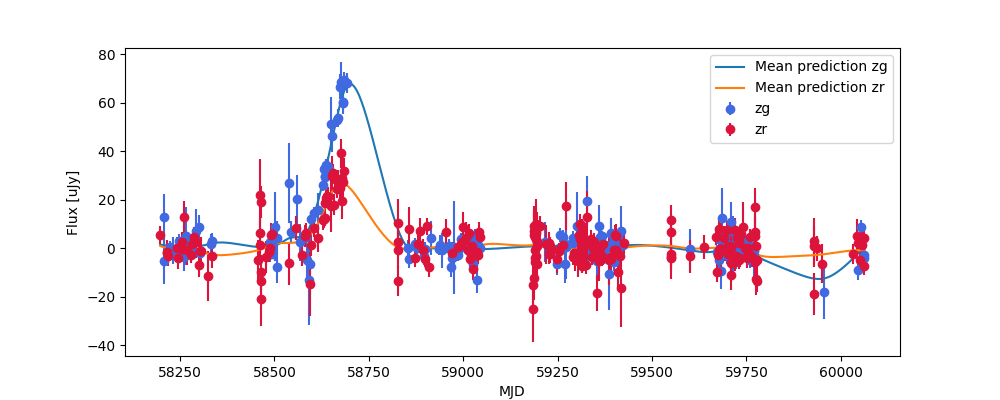 80
60
40
20
0
−20
−40
Flux [uJy]
58250
58500
58750
59000
59250
59500
59750
60000
MJD
Mean prediction zg
Mean prediction zr
zg
zr